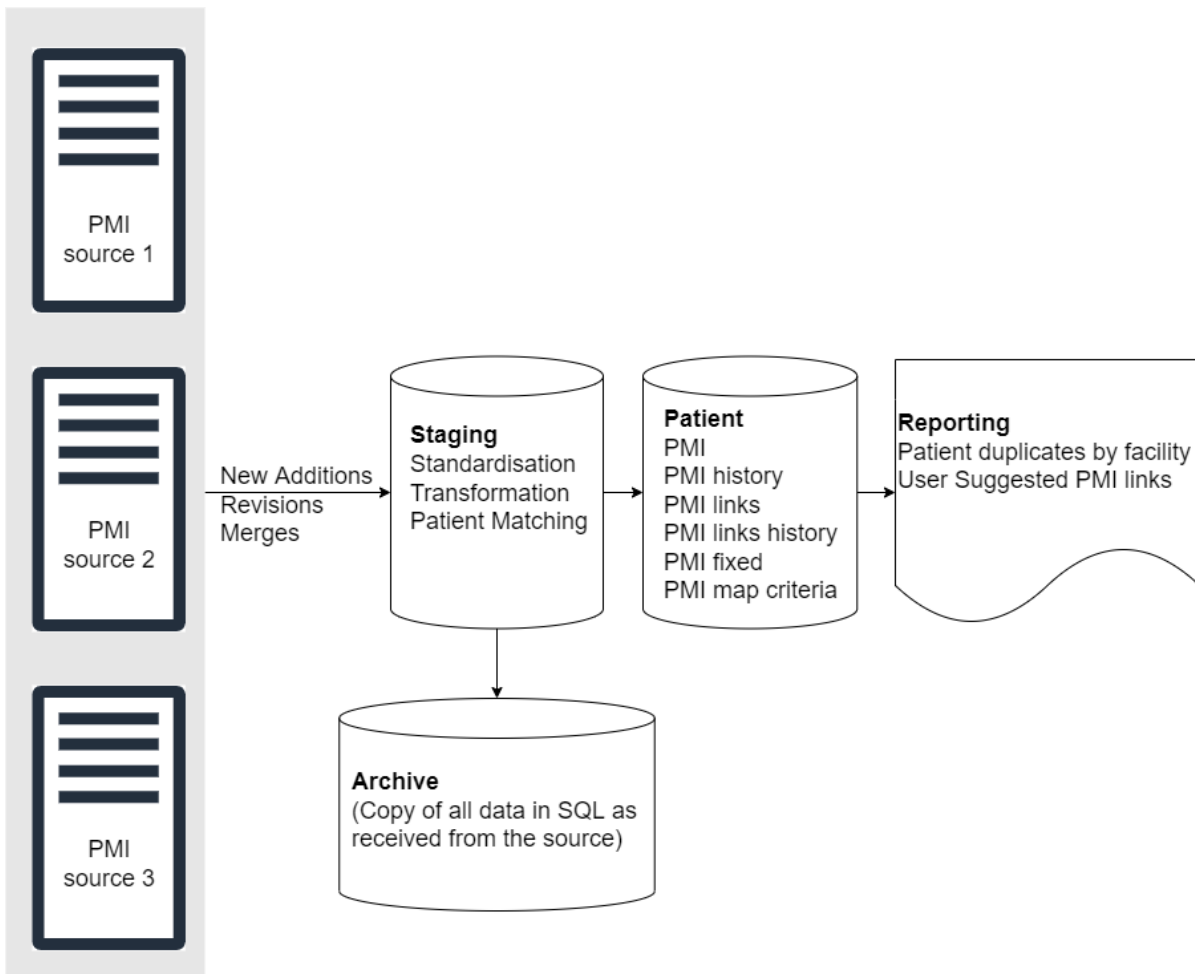 PMI
source 1
PMI
source 2
PMI
source 3
New Additions
Revisions
Merges
Staging
Standardisation
Transformation
Patient Matching
Patient
PMI
PMI history
PMI links
PMI links history
PMI fixed
PMI map criteria
Reporting
Patient duplicates by facility
User Suggested PMI links
Archive
(Copy of all data in SQL as
received from the source)